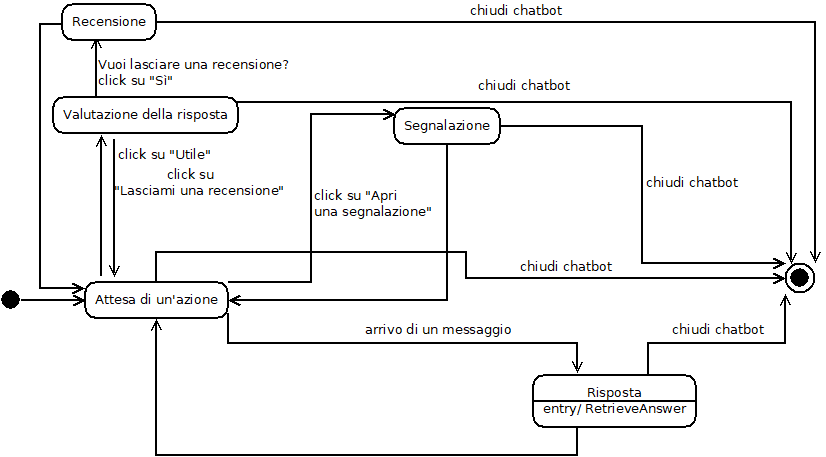 chiudi chatbot
Recensione
Vuoi lasciare una recensione?
click su "Sì"
chiudi chatbot
Valutazione della risposta
Segnalazione
click su "Utile"
click su
"Lasciami una recensione"
click su "Apri
una segnalazione"
chiudi chatbot
chiudi chatbot
Attesa di un'azione
arrivo di un messaggio
chiudi chatbot
Risposta
entry/ RetrieveAnswer